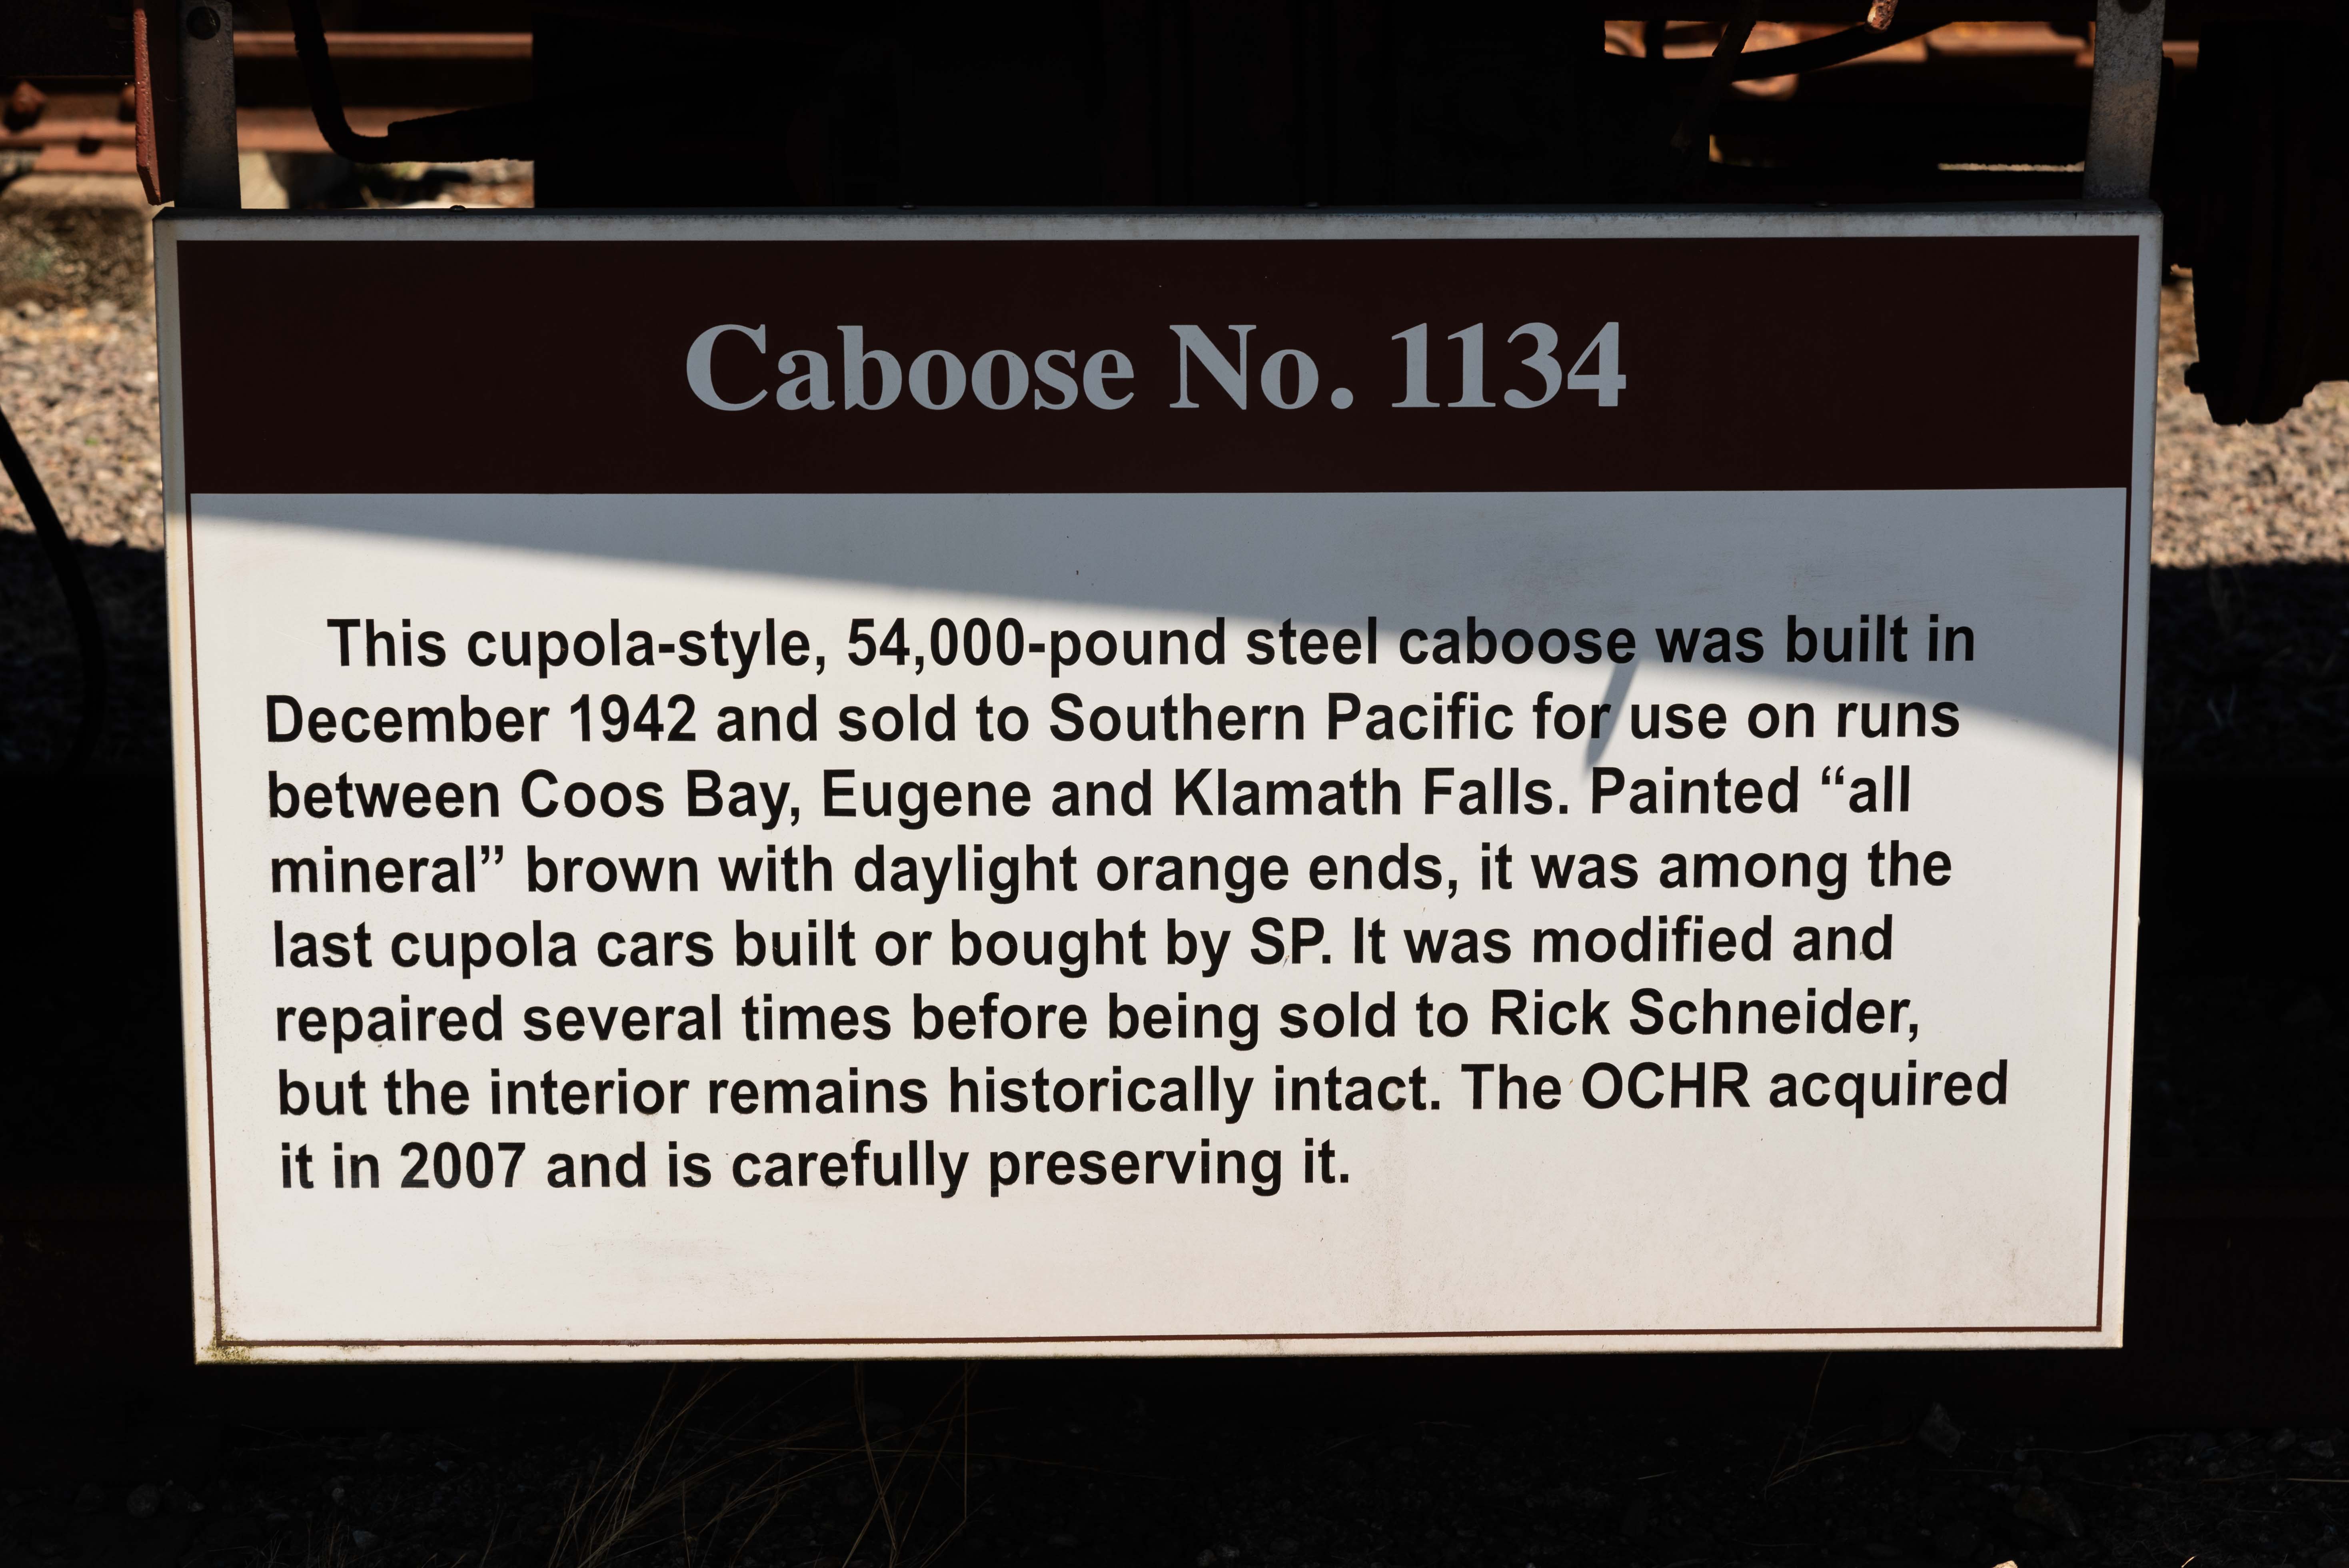 Caboose No. 1134
This cupola-style, 54,000-pound steel caboose was built in
December 1942 and sold to Southern Pacific for use on runs
between Coos Bay, Eugene and Klamath Falls. Painted “all
mineral” brown with daylight orange ends, it was among the
last cupola cars built or bought by SP. It was modified and
repaired several times before being sold to Rick Schneider,
but the interior remains historically intact. The OCHR acquired
it in 2007 and is carefully preserving it.